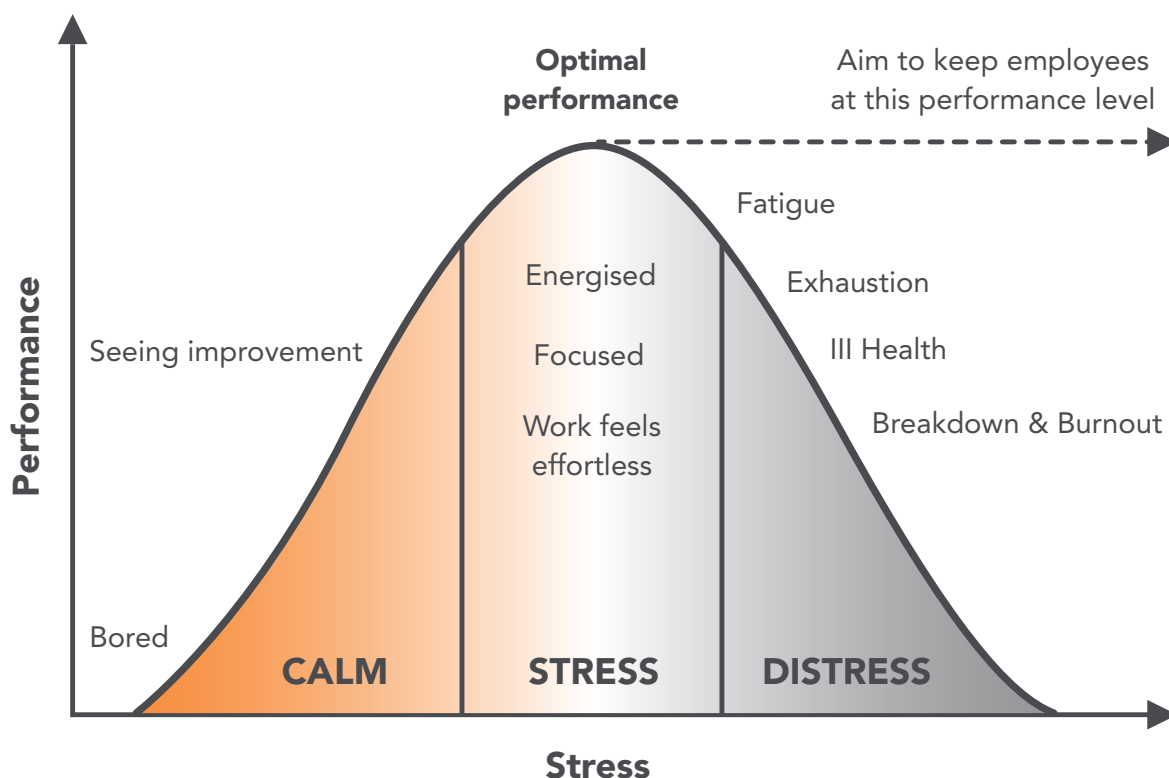 Optimal
performance
Aim to keep employees
at this performance level
Fatigue
Energised
Exhaustion
Seeing improvement
Focused
III Health
Work feels
effortless
Breakdown & Burnout
Performance
Bored
CALM
STRESS
DISTRESS
Stress